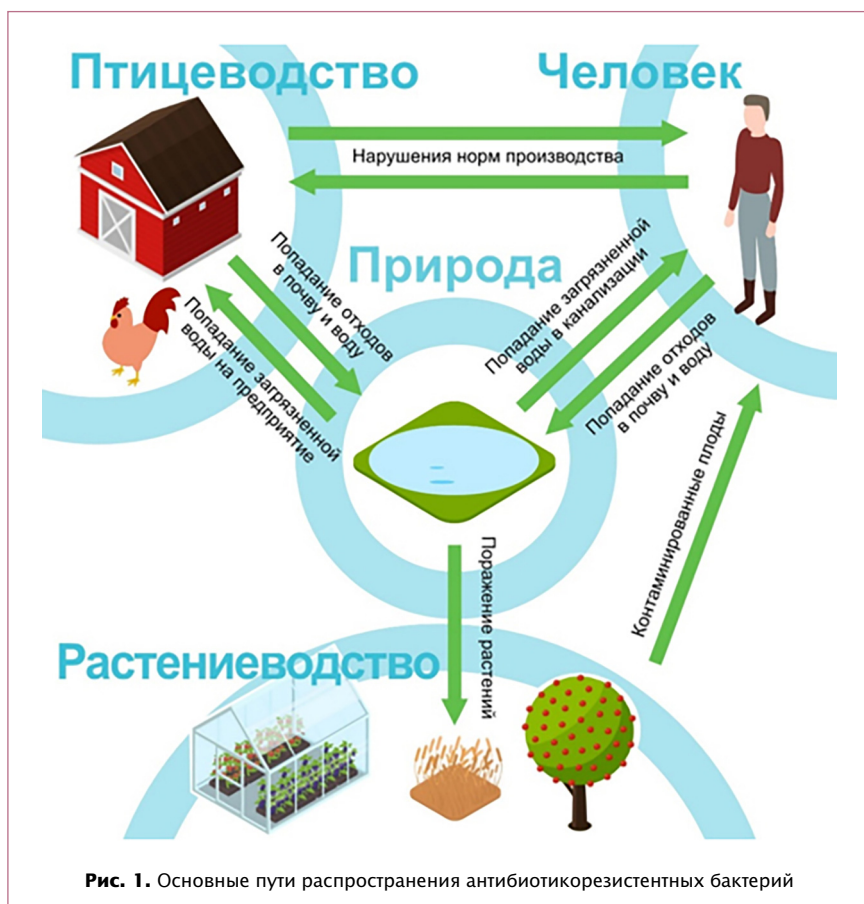 Птицеводство
Человек
Нарушения норм производства
Природа
Попадание отходов
в почву и воду
Попадание загрязненной
воды на предприятие
Попадание загрязненной
воды в канализации
Попадание отходов
в почву и воду
Контаминированные плоды
Поражение растений
Растениеводство
Рис. 1. Основные пути распространения антибиотикорезистентных бактерий